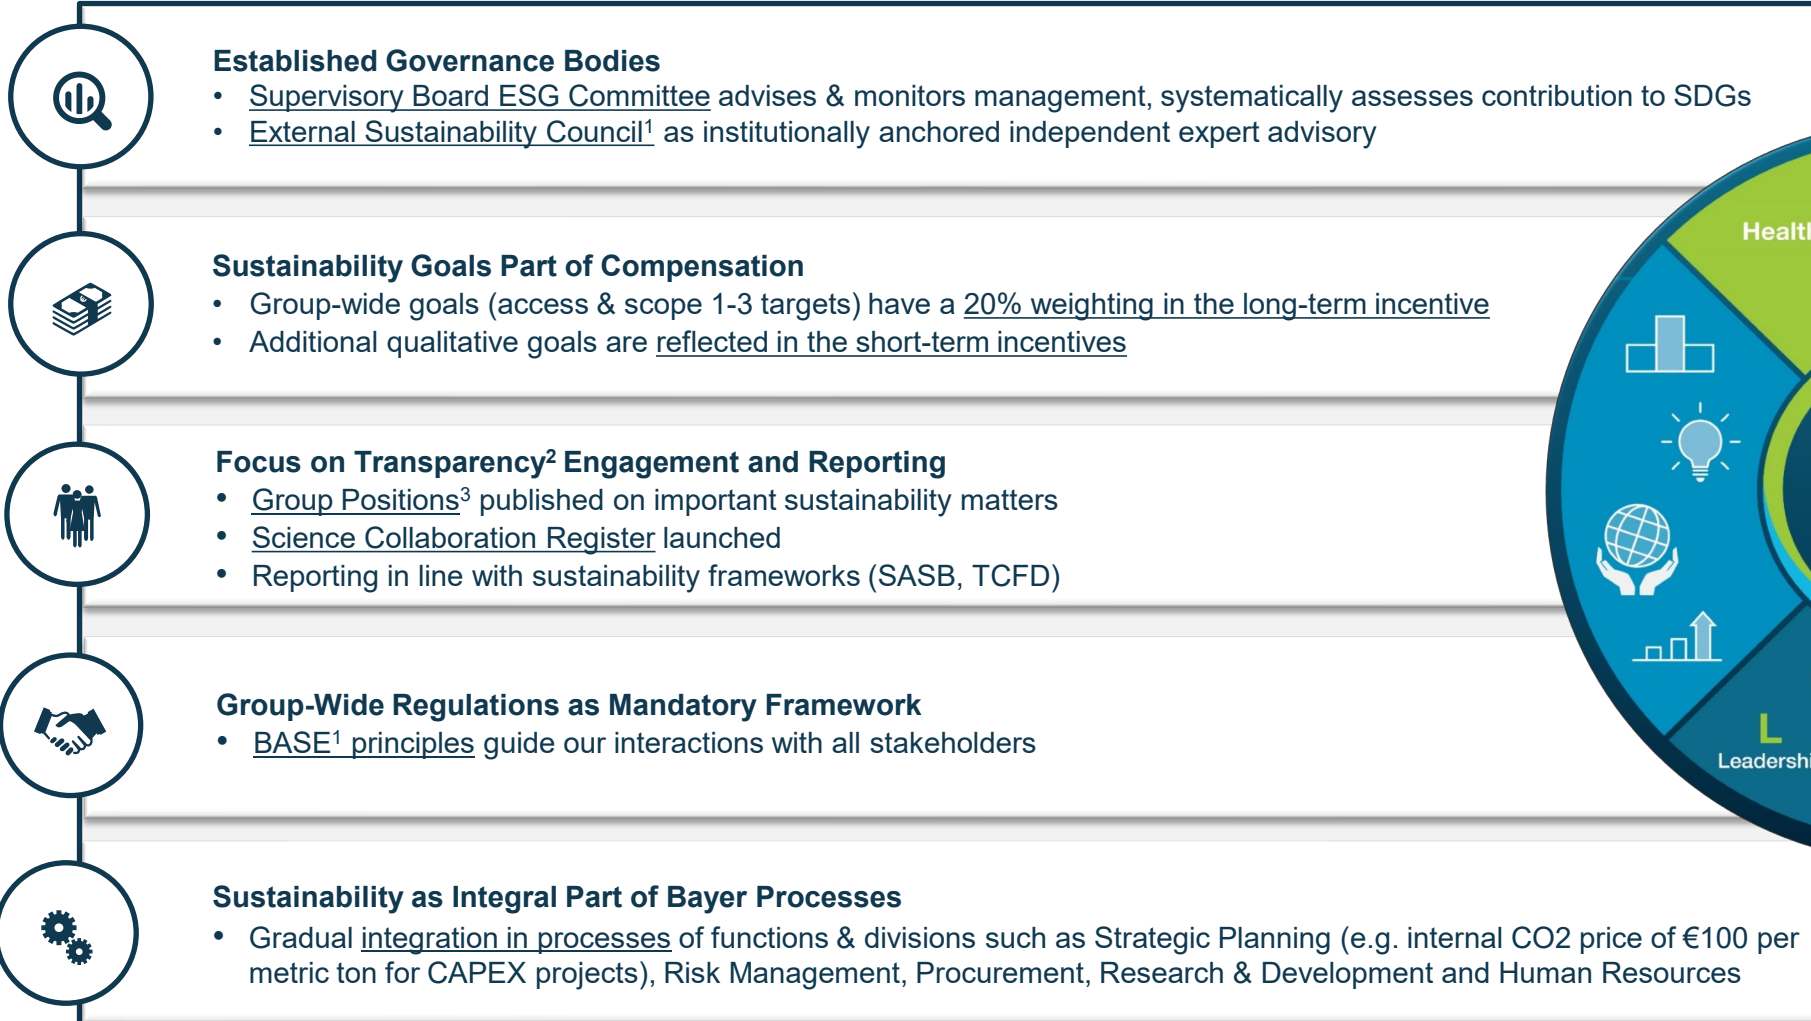 Established Governance Bodies
• Supervisory Board ESG Committee advises & monitors management, systematically assesses contribution to SDGs
• External Sustainability Council¹ as institutionally anchored independent expert advisory
Health
Sustainability Goals Part of Compensation
• Group-wide goals (access & scope 1-3 targets) have a 20% weighting in the long-term incentive
• Additional qualitative goals are reflected in the short-term incentives
Focus on Transparency² Engagement and Reporting
• Group Positions³ published on important sustainability matters
• Science Collaboration Register launched
• Reporting in line with sustainability frameworks (SASB, TCFD)
Group-Wide Regulations as Mandatory Framework
• BASE¹ principles guide our interactions with all stakeholders
L
Leadershi
Sustainability as Integral Part of Bayer Processes
• Gradual integration in processes of functions & divisions such as Strategic Planning (e.g. internal CO2 price of €100 per
metric ton for CAPEX projects), Risk Management, Procurement, Research & Development and Human Resources